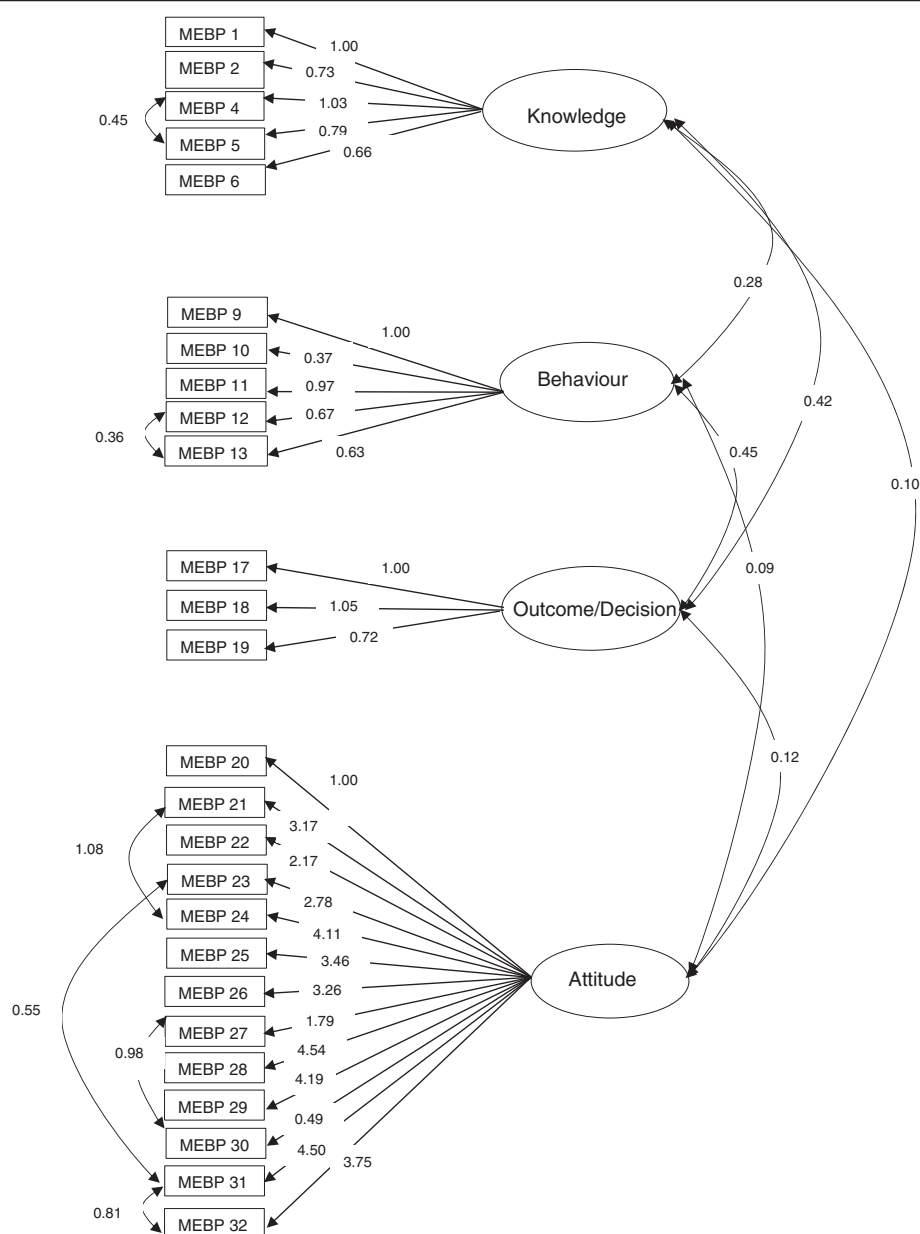 MEBP 1
1.00
MEBP 2
0.73
MEBP 4
1.03
Knowledge
0.45
0.79
MEBP 5
0.66
MEBP 6
0.28
MEBP 9
1.00
MEBP 10
0.37
MEBP 11
0.97
Behaviour
MEBP 12
0.67
0.42
0.36
MEBP 13
0.63
0.45
0.10
MEBP 17
1.00
0.09
MEBP 18
1.05
Outcome/Decision
MEBP 19
0.72
MEBP 20
1.00
0.12
MEBP 21
3.17
MEBP 22
1.08
2.17
MEBP 23
2.78
MEBP 24
4.11
MEBP 25
3.46
Attitude
MEBP 26
3.26
0.55
1.79
MEBP 27
0.98
4.54
MEBP 28
4.19
MEBP 29
0.49
MEBP 30
4.50
MEBP 31
3.75
0.81
MEBP 32